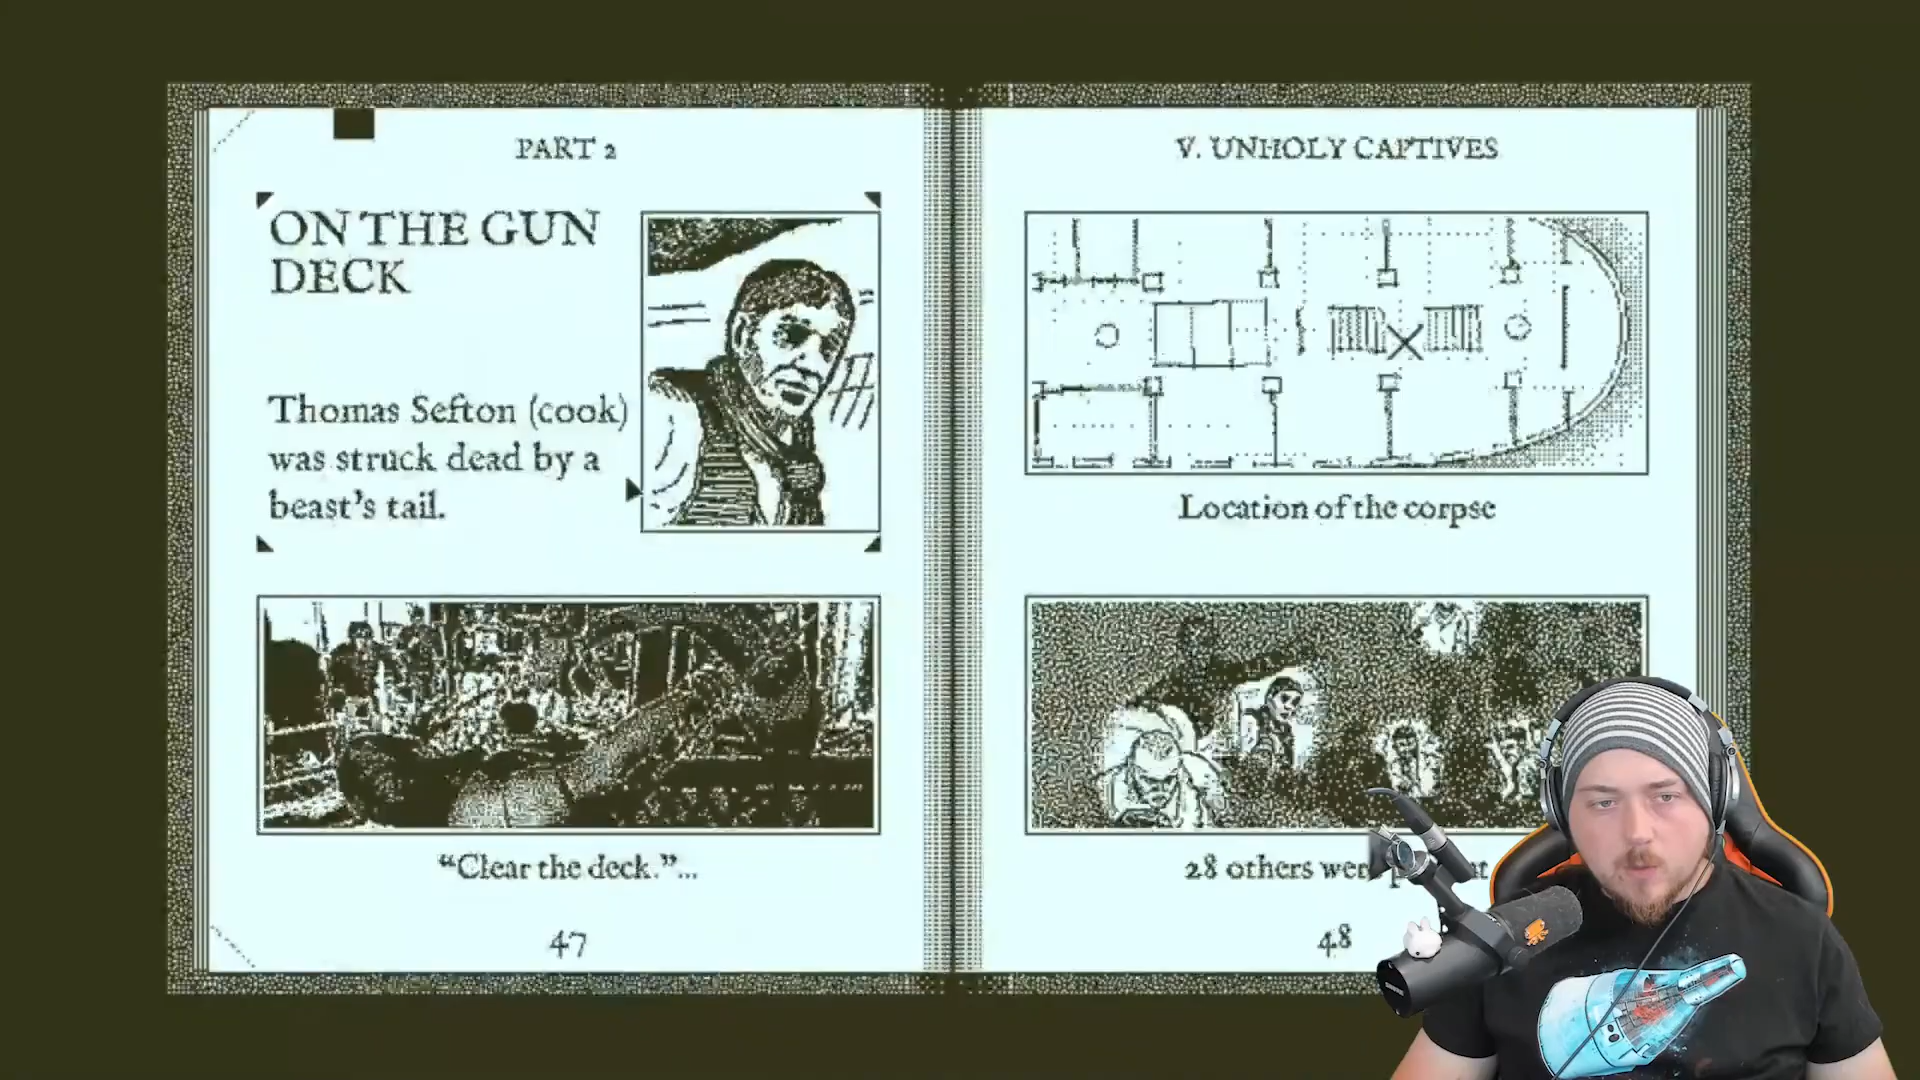 PART 2
ON THE GUN
DECK
Thomas Sefton (cook)
was struck dead by a
beast's tail.
"Clear the deck."...
47
V. UNHOLY CAPTIVES
Location of the corpse
28 others were
48